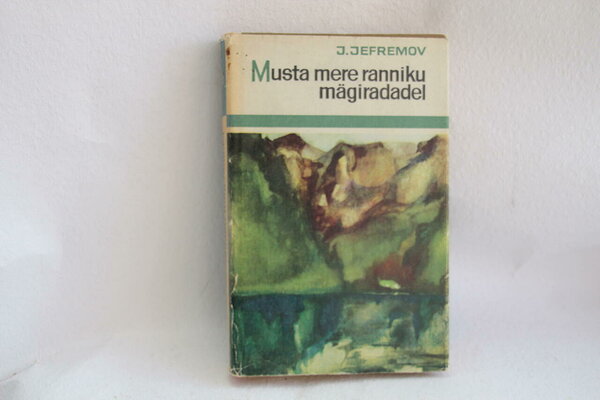 J. JEFREMOV
Musta mere ranniku
mägiradadel